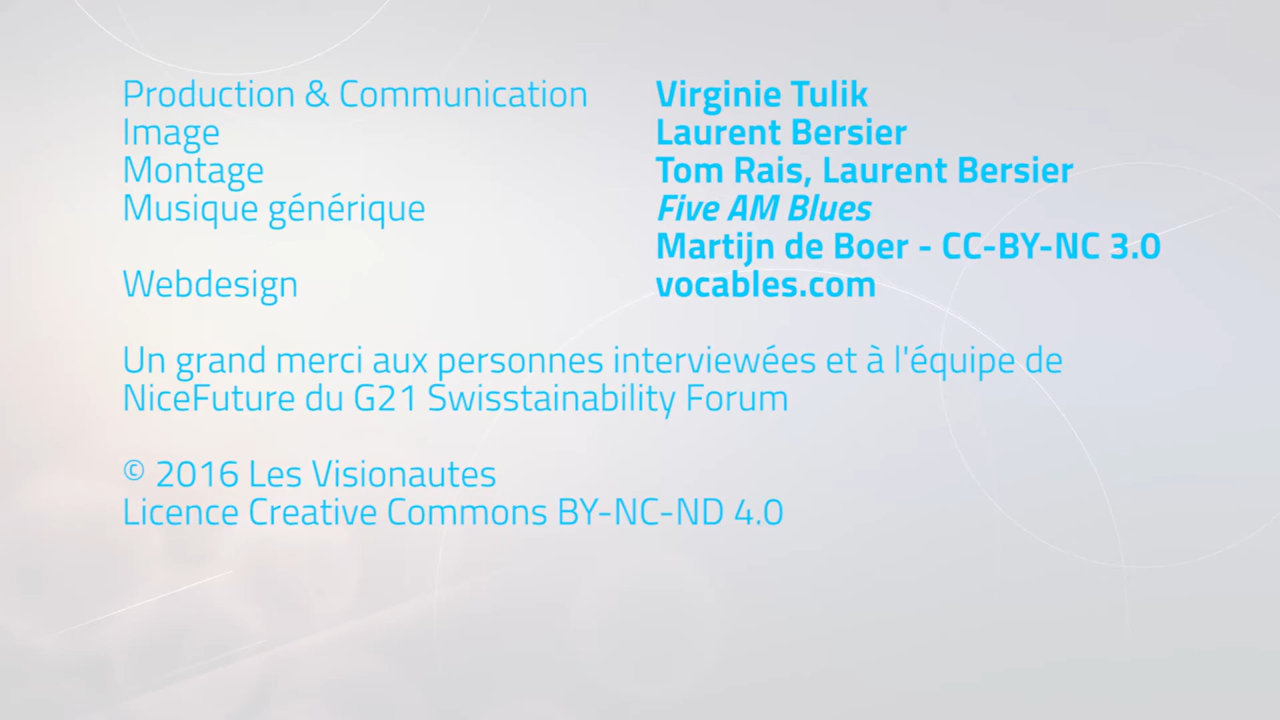 Production & Communication Virginie Tulik
Image Laurent Bersier
Montage Tom Rais, Laurent Bersier
Musique générique Five AM Blues
Martijn de Boer - CC-BY-NC 3.0
Webdesign vocables.com
Un grand merci aux personnes interviewées et à l'équipe de
NiceFuture du G21 Swisstainability Forum
© 2016 Les Visionautes
Licence Creative Commons BY-NC-ND 4.0